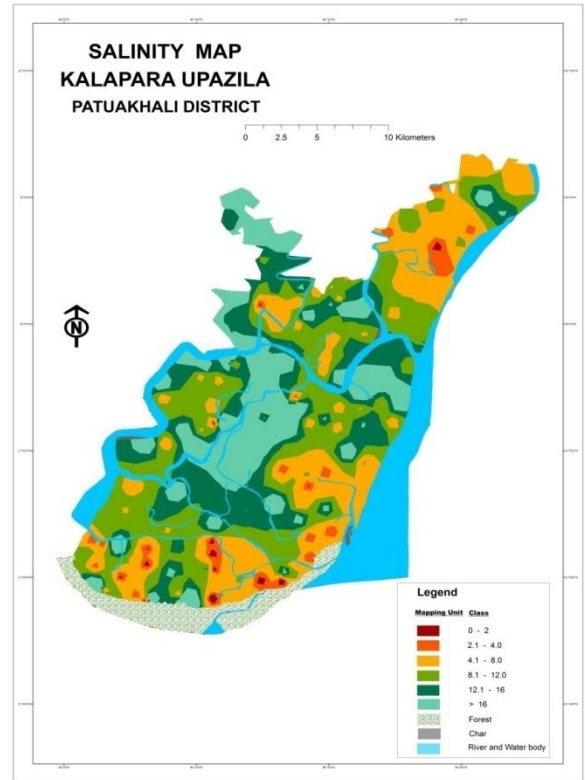 SALINITY MAP
KALAPARA UPAZILA
PATUAKHALI DISTRICT
0 2.5 5 10 Kilometers
N
Legend
Mapping Unit Class
0 - 2
2.1 - 4.0
4.1 - 8.0
8.1 - 12.0
12.1 - 16
> 16
Forest
Char
River and Water body